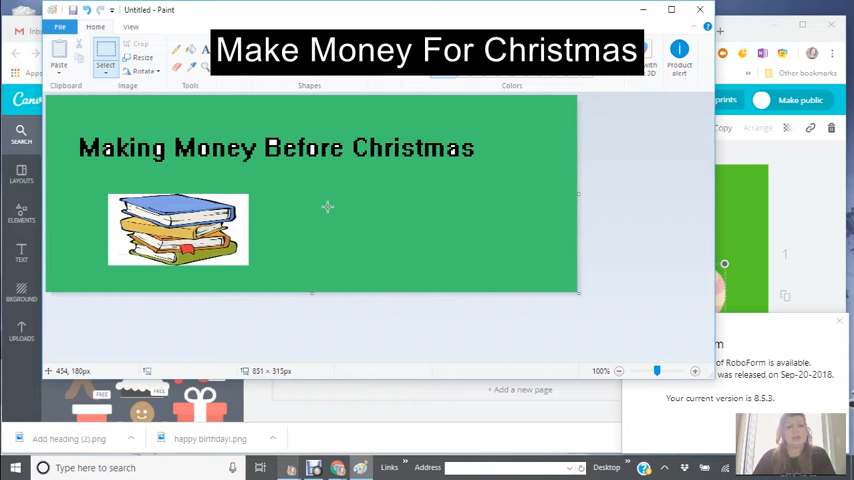 Untitled - Paint
File
Home
View
Paste
Select
Crop
Resize
Rotate
Clipboard
Image
Tools
Shapes
Colors
Product alert
Make Money For Christmas
Making Money Before Christmas
454, 180px
851 × 315px
100%
Other bookmarks
Make public
Copy
Arrange
SEARCH
LAYOUTS
ELEMENTS
TEXT
BKGROUND
UPLOADS
1
FREE
FREE
+ Add a new page
of RoboForm is available.
was released on Sep-20-2018.
Your current version is 8.5.3.
Add heading (2).png
happy birthday!.png
Type here to search
Links
Address
Desktop